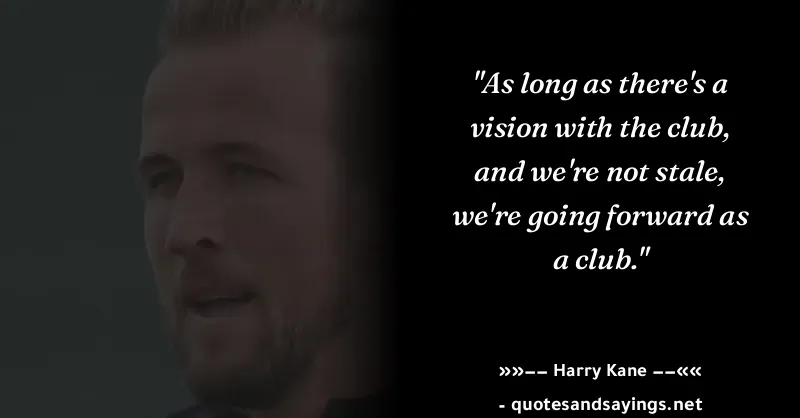 "As long as there's a
vision with the club,
and we're not stale,
we're going forward as
a club."
»»−− Harry Kane −−««
- quotesandsayings.net